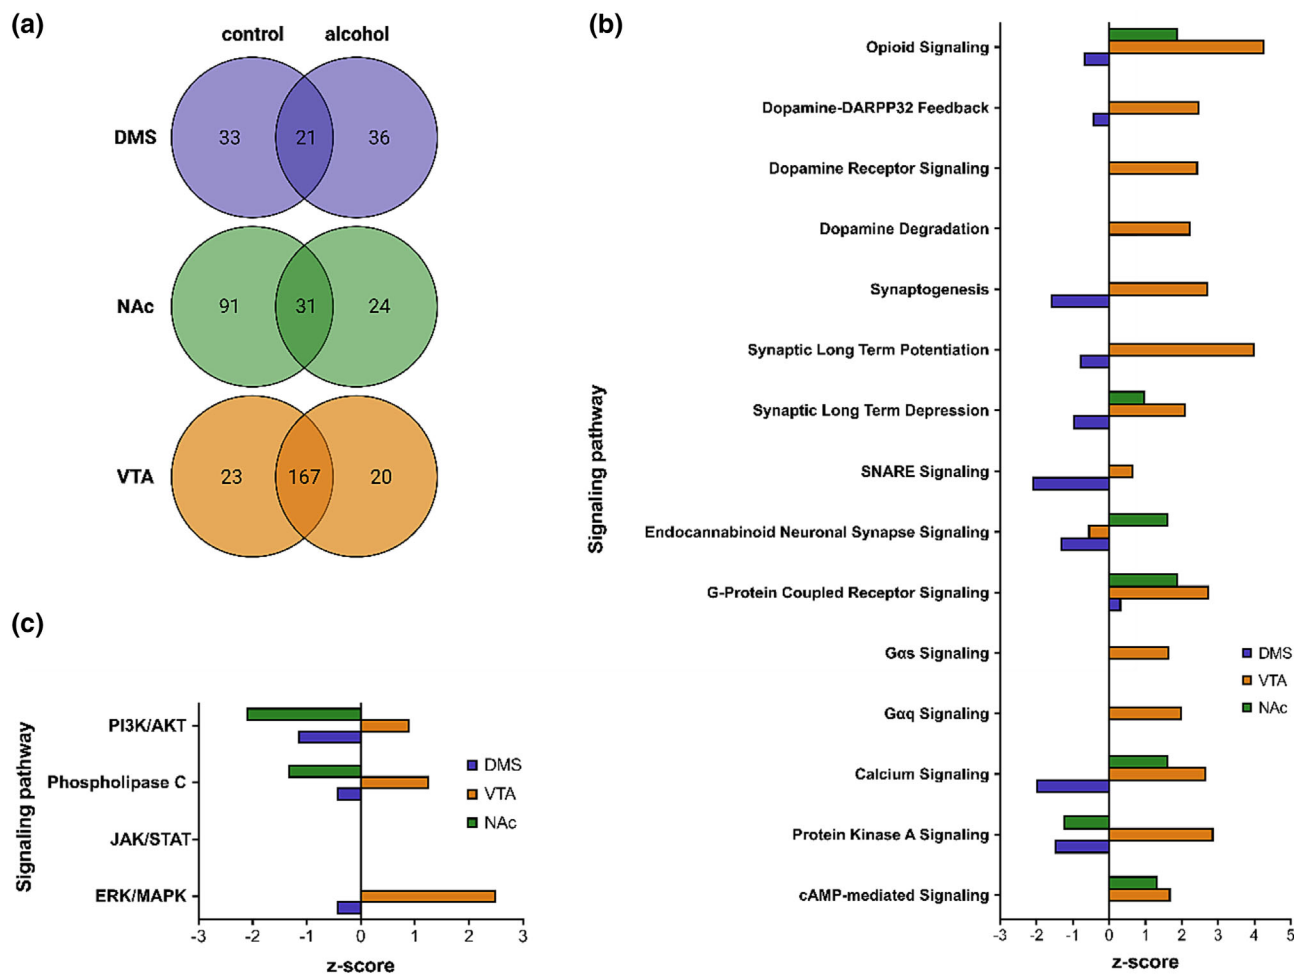 (a)
control alcohol
DMS 33 21 36
NAc 91 31 24
VTA 23 167 20
(b)
Signaling pathway
Opioid Signaling
Dopamine-DARPP32 Feedback
Dopamine Receptor Signaling
Dopamine Degradation
Synaptogenesis
Synaptic Long Term Potentiation
Synaptic Long Term Depression
SNARE Signaling
Endocannabinoid Neuronal Synapse Signaling
G-Protein Coupled Receptor Signaling
Gαs Signaling
Gαq Signaling
Calcium Signaling
Protein Kinase A Signaling
cAMP-mediated Signaling
DMS
VTA
NAc
-3 -2 -1 0 1 2 3 4 5
z-score
(c)
Signaling pathway
PI3K/AKT
Phospholipase C
JAK/STAT
ERK/MAPK
DMS
VTA
NAc
-3 -2 -1 0 1 2 3
z-score